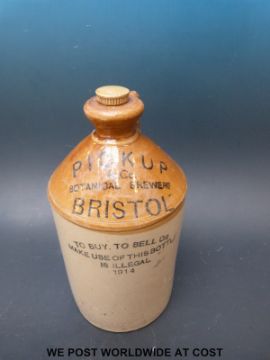 PICKUP
& Co.
BOTANICAL BREWERS
BRISTOL
TO BUY, TO SELL OR
MAKE USE OF THIS BOTTLE
IS ILLEGAL
1914
WE POST WORLDWIDE AT COST